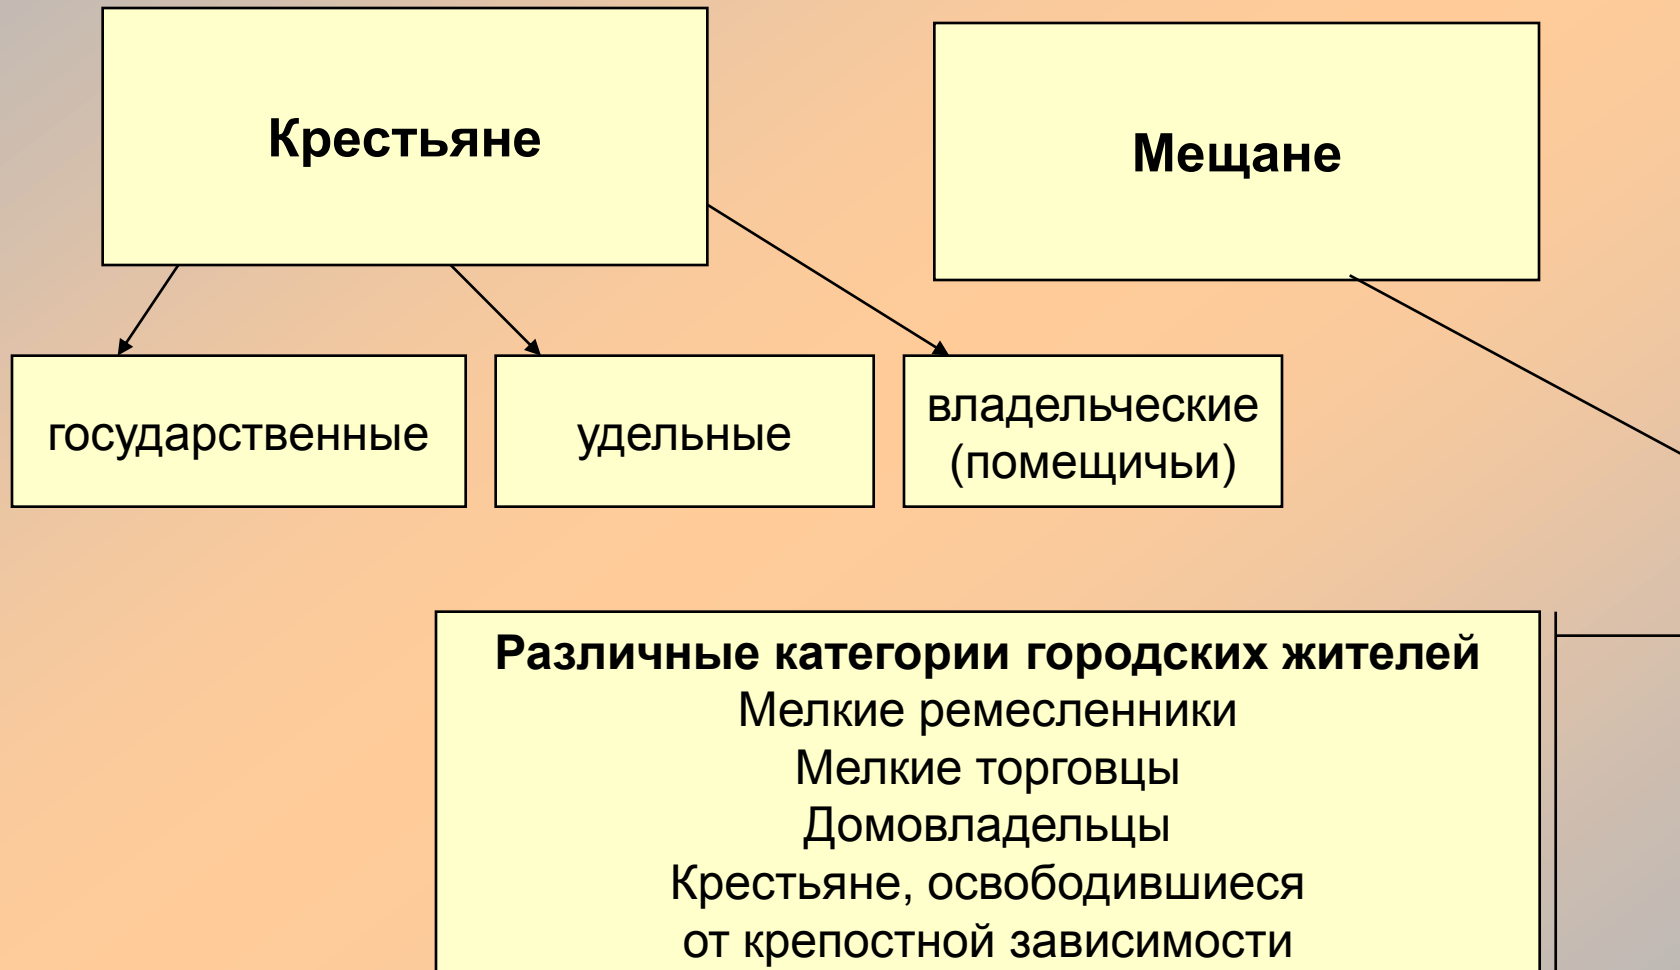 Крестьяне
Мещане
государственные
удельные
владельческие
(помещичьи)
Различные категории городских жителей
Мелкие ремесленники
Мелкие торговцы
Домовладельцы
Крестьяне, освободившиеся
от крепостной зависимости